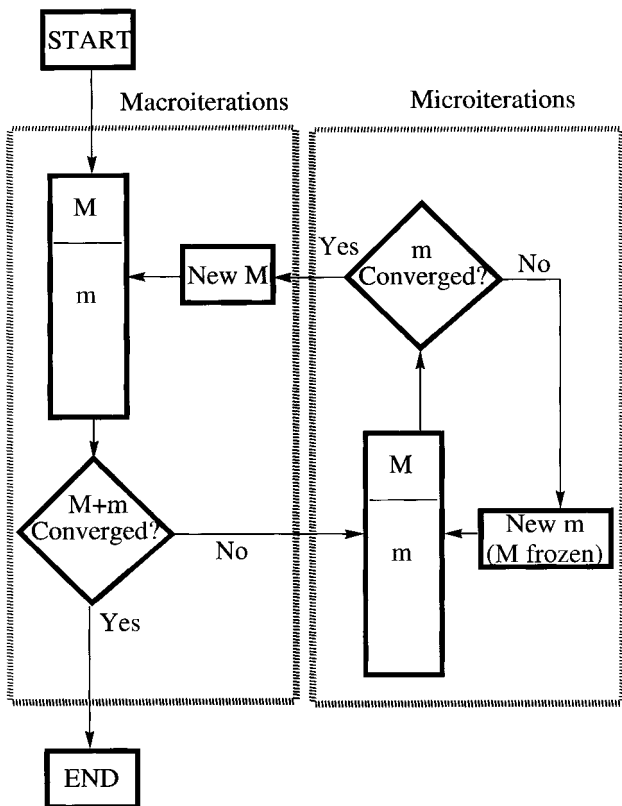 START
Macroiterations
Microiterations
M
m
New M
Yes
m
Converged?
No
M+m
Converged?
No
Yes
M
m
New m
(M frozen)
END